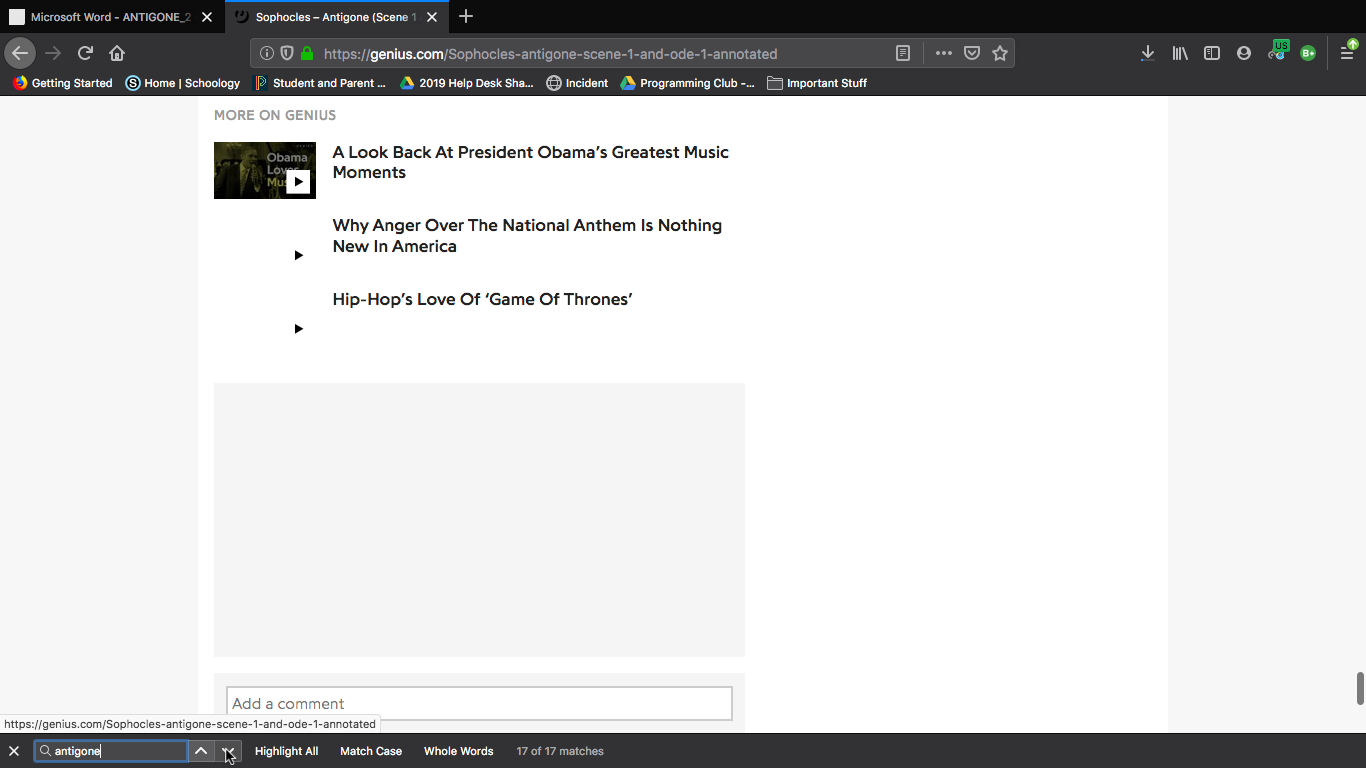 Microsoft Word - ANTIGONE_2
Sophocles – Antigone (Scene 1
https://genius.com/Sophocles-antigone-scene-1-and-ode-1-annotated
US
B+
Getting Started
S Home | Schoology
Student and Parent ...
2019 Help Desk Sha...
Incident
Programming Club -...
Important Stuff
MORE ON GENIUS
Obama
Loves
Music
A Look Back At President Obama's Greatest Music
Moments
Why Anger Over The National Anthem Is Nothing
New In America
Hip-Hop's Love Of ‘Game Of Thrones’
Add a comment
https://genius.com/Sophocles-antigone-scene-1-and-ode-1-annotated
antigone
Highlight All
Match Case
Whole Words
17 of 17 matches